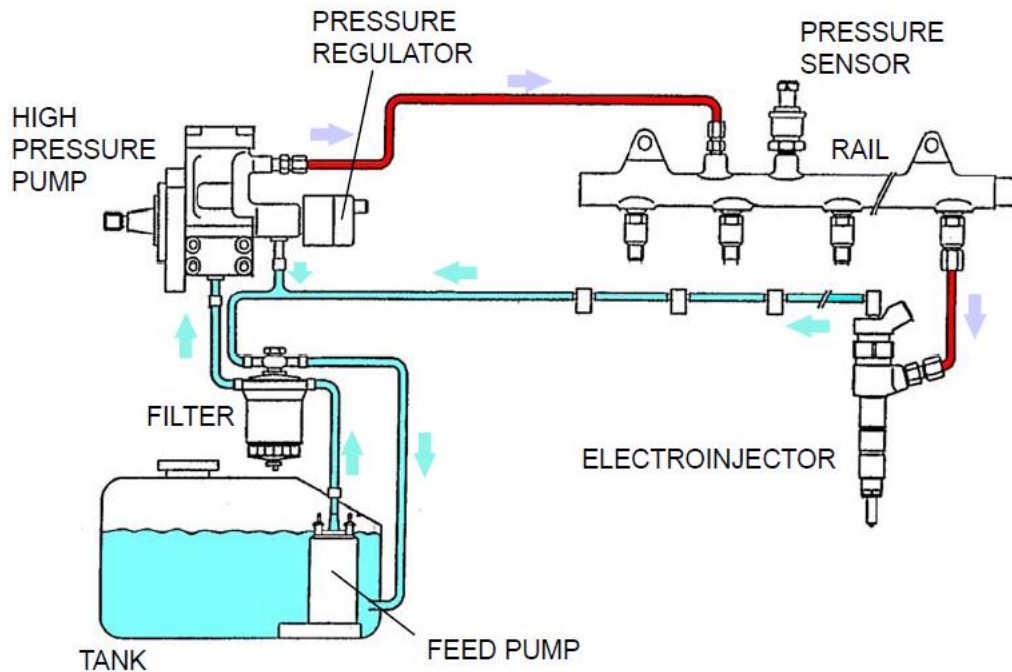 PRESSURE
REGULATOR
PRESSURE
SENSOR
HIGH
PRESSURE
PUMP
RAIL
FILTER
ELECTROINJECTOR
FEED PUMP
TANK